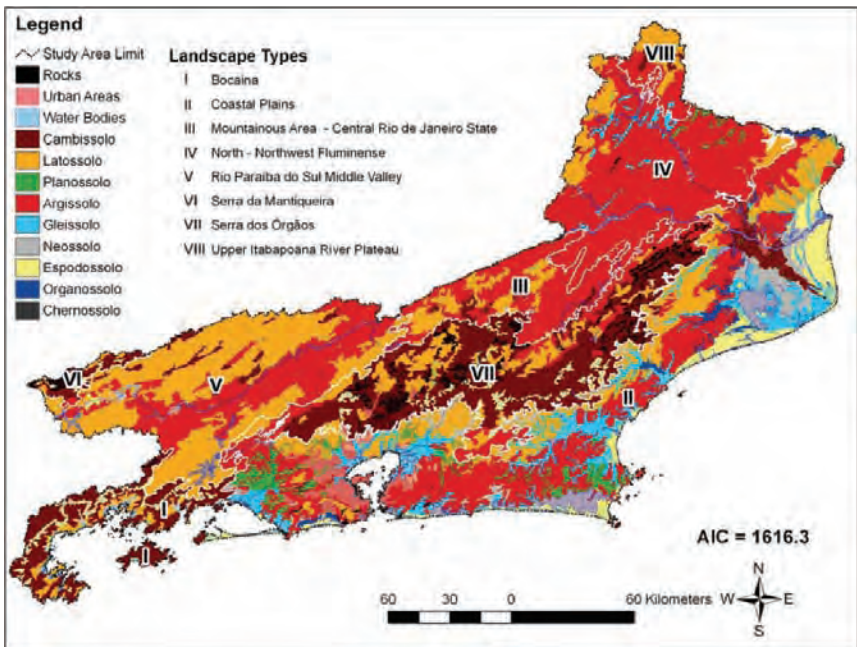 Legend
Study Area Limit
Rocks
Urban Areas
Water Bodies
Cambissolo
Latossolo
Planossolo
Argissolo
Gleissolo
Neossolo
Espodossolo
Organossolo
Chernossolo
Landscape Types
I Bocaina
II Coastal Plains
III Mountainous Area - Central Rio de Janeiro State
IV North - Northwest Fluminense
V Rio Paraíba do Sul Middle Valley
VI Serra da Mantiqueira
VII Serra dos Órgãos
VIII Upper Itabapoana River Plateau
VIII
IV
III
VI
V
VII
II
I
I
AIC = 1616.3
N
W E
S
60 30 0 60 Kilometers